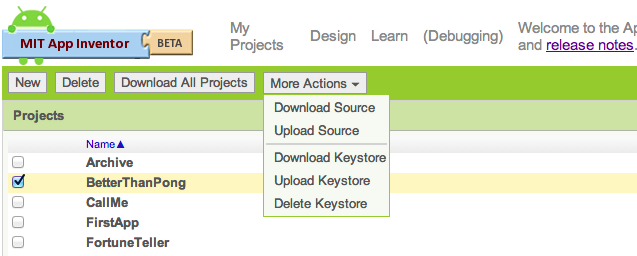 MIT App Inventor BETA
My Projects Design Learn (Debugging)
Welcome to the Ap
and release notes.
New Delete Download All Projects More Actions
Download Source
Upload Source
Download Keystore
Upload Keystore
Delete Keystore
Projects
Name▲
Archive
BetterThanPong
CallMe
FirstApp
FortuneTeller